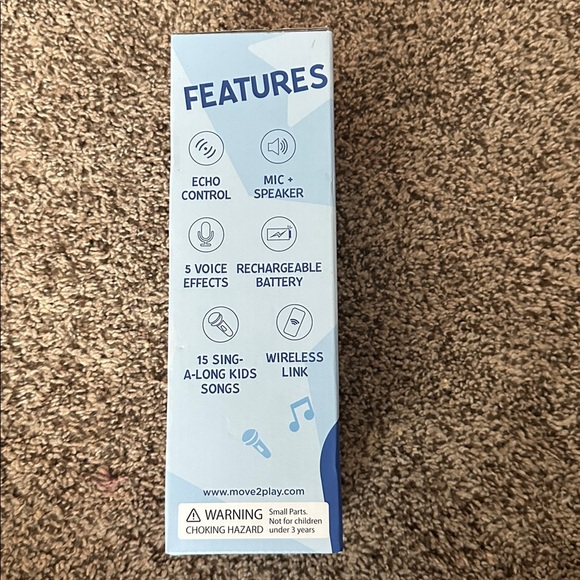 FEATURES
ECHO
CONTROL
MIC +
SPEAKER
5 VOICE
EFFECTS
RECHARGEABLE
BATTERY
15 SING-
A-LONG KIDS
SONGS
WIRELESS
LINK
www.move2play.com
WARNING
CHOKING HAZARD
Small Parts.
Not for children
under 3 years